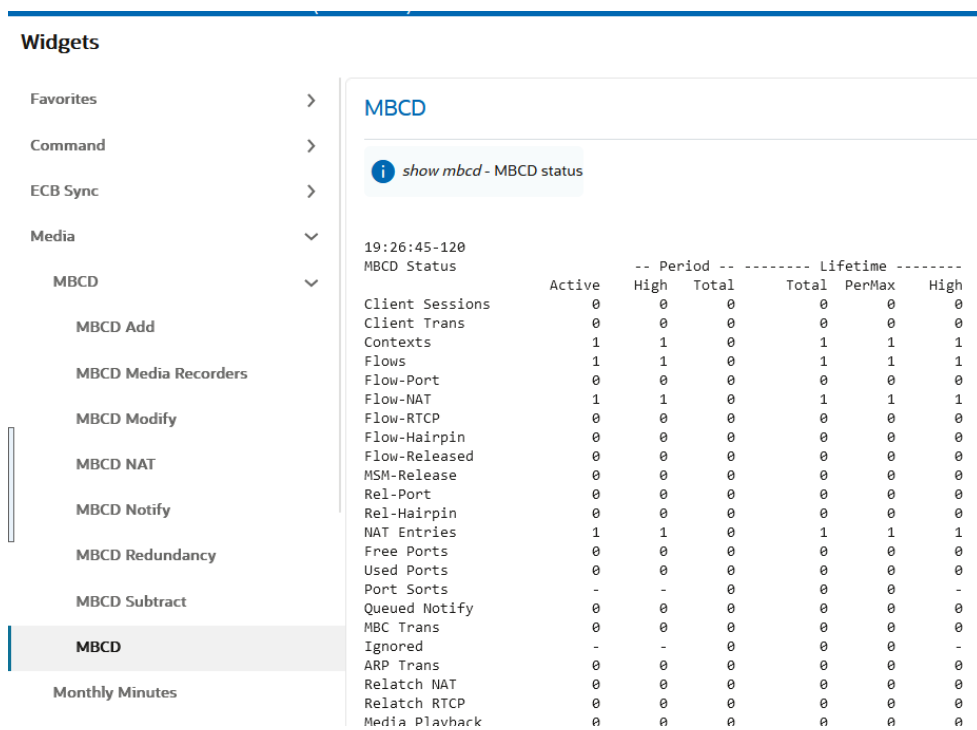 Widgets
Favorites
Command
ECB Sync
Media
MBCD
MBCD Add
MBCD Media Recorders
MBCD Modify
MBCD NAT
MBCD Notify
MBCD Redundancy
MBCD Subtract
MBCD
Monthly Minutes
MBCD
show mbcd - MBCD status
19:26:45-120
MBCD Status -- Period -- -------- Lifetime --------
Active High Total Total PerMax High
Client Sessions 0 0 0 0 0 0
Client Trans 0 0 0 0 0 0
Contexts 1 1 0 1 1 1
Flows 1 1 0 1 1 1
Flow-Port 0 0 0 0 0 0
Flow-NAT 1 1 0 1 1 1
Flow-RTCP 0 0 0 0 0 0
Flow-Hairpin 0 0 0 0 0 0
Flow-Released 0 0 0 0 0 0
MSM-Release 0 0 0 0 0 0
Rel-Port 0 0 0 0 0 0
Rel-Hairpin 0 0 0 0 0 0
NAT Entries 1 1 0 1 1 1
Free Ports 0 0 0 0 0 0
Used Ports 0 0 0 0 0 0
Port Sorts - - 0 0 0 -
Queued Notify 0 0 0 0 0 0
MBC Trans 0 0 0 0 0 0
Ignored - - 0 0 0 -
ARP Trans 0 0 0 0 0 0
Relatch NAT 0 0 0 0 0 0
Relatch RTCP 0 0 0 0 0 0
Media Playback 0 0 0 0 0 0